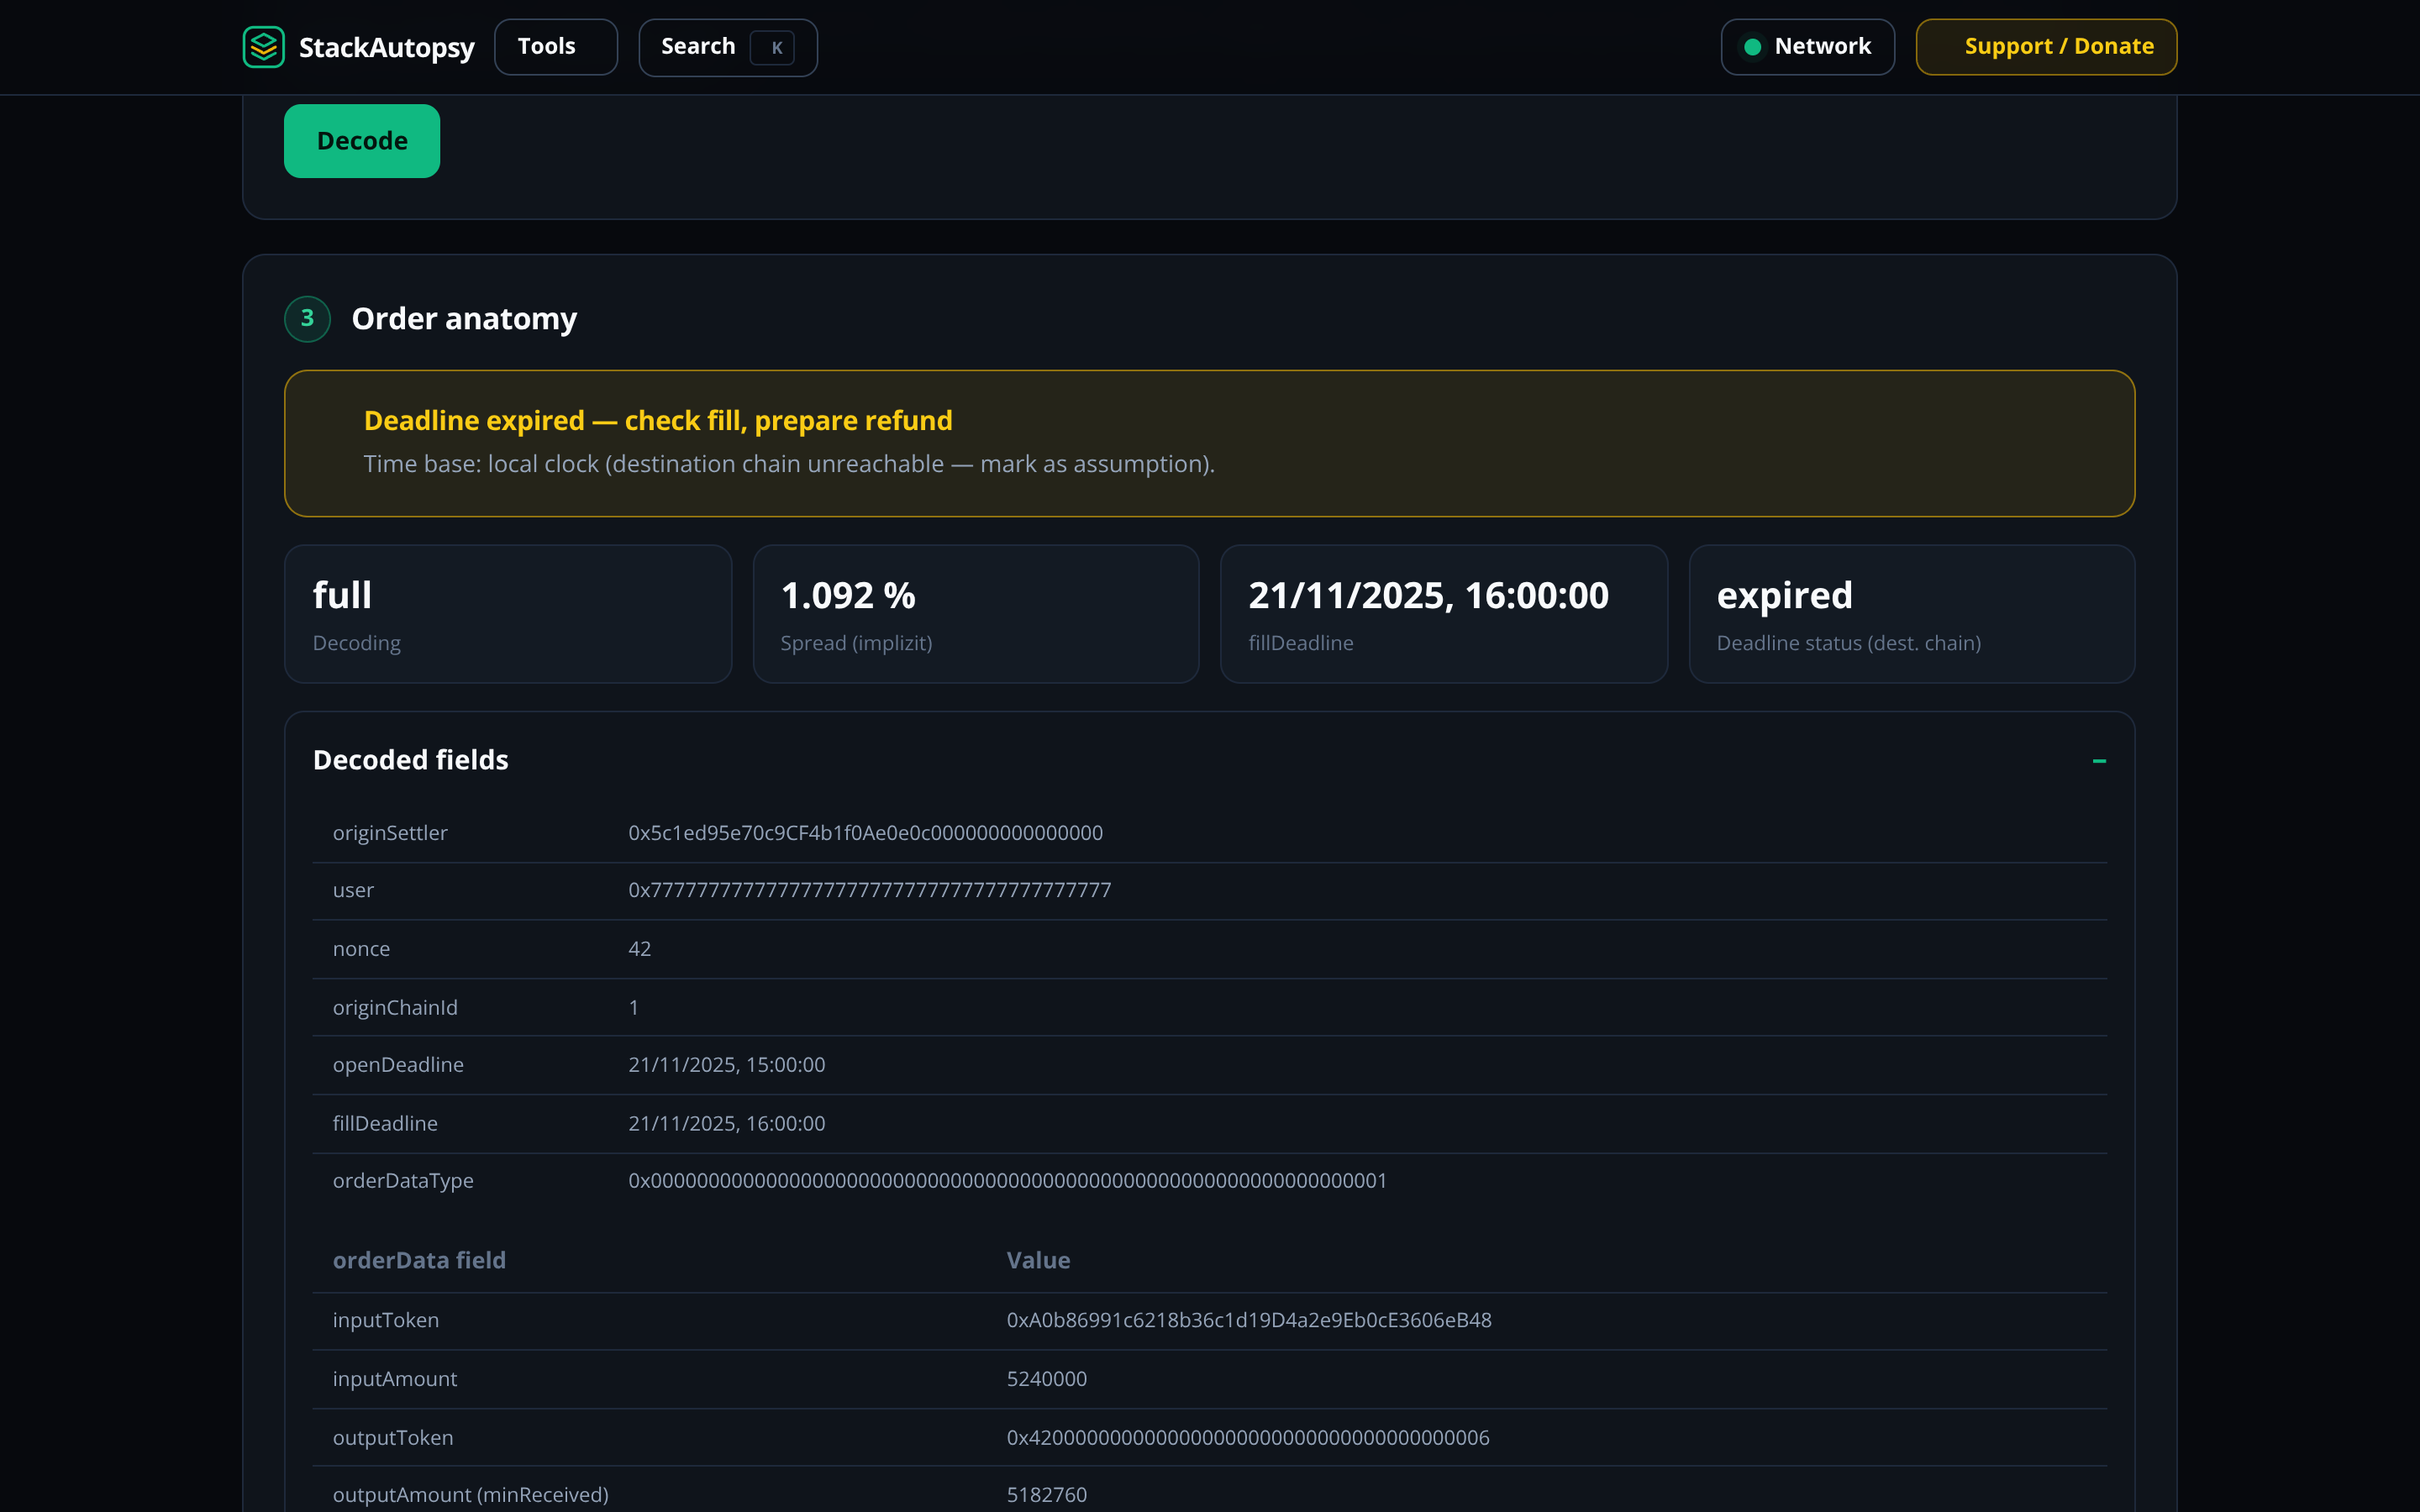 StackAutopsy Tools Search K Network Support / Donate
Decode
3 Order anatomy
Deadline expired — check fill, prepare refund
Time base: local clock (destination chain unreachable — mark as assumption).
full 1.092 % 21/11/2025, 16:00:00 expired
Decoding Spread (implizit) fillDeadline Deadline status (dest. chain)
Decoded fields –
originSettler 0x5c1ed95e70c9CF4b1f0Ae0e0c000000000000000
user 0x7777777777777777777777777777777777777777
nonce 42
originChainId 1
openDeadline 21/11/2025, 15:00:00
fillDeadline 21/11/2025, 16:00:00
orderDataType 0x0000000000000000000000000000000000000000000000000000000000000001
orderData field Value
inputToken 0xA0b86991c6218b36c1d19D4a2e9Eb0cE3606eB48
inputAmount 5240000
outputToken 0x4200000000000000000000000000000000000006
outputAmount (minReceived) 5182760